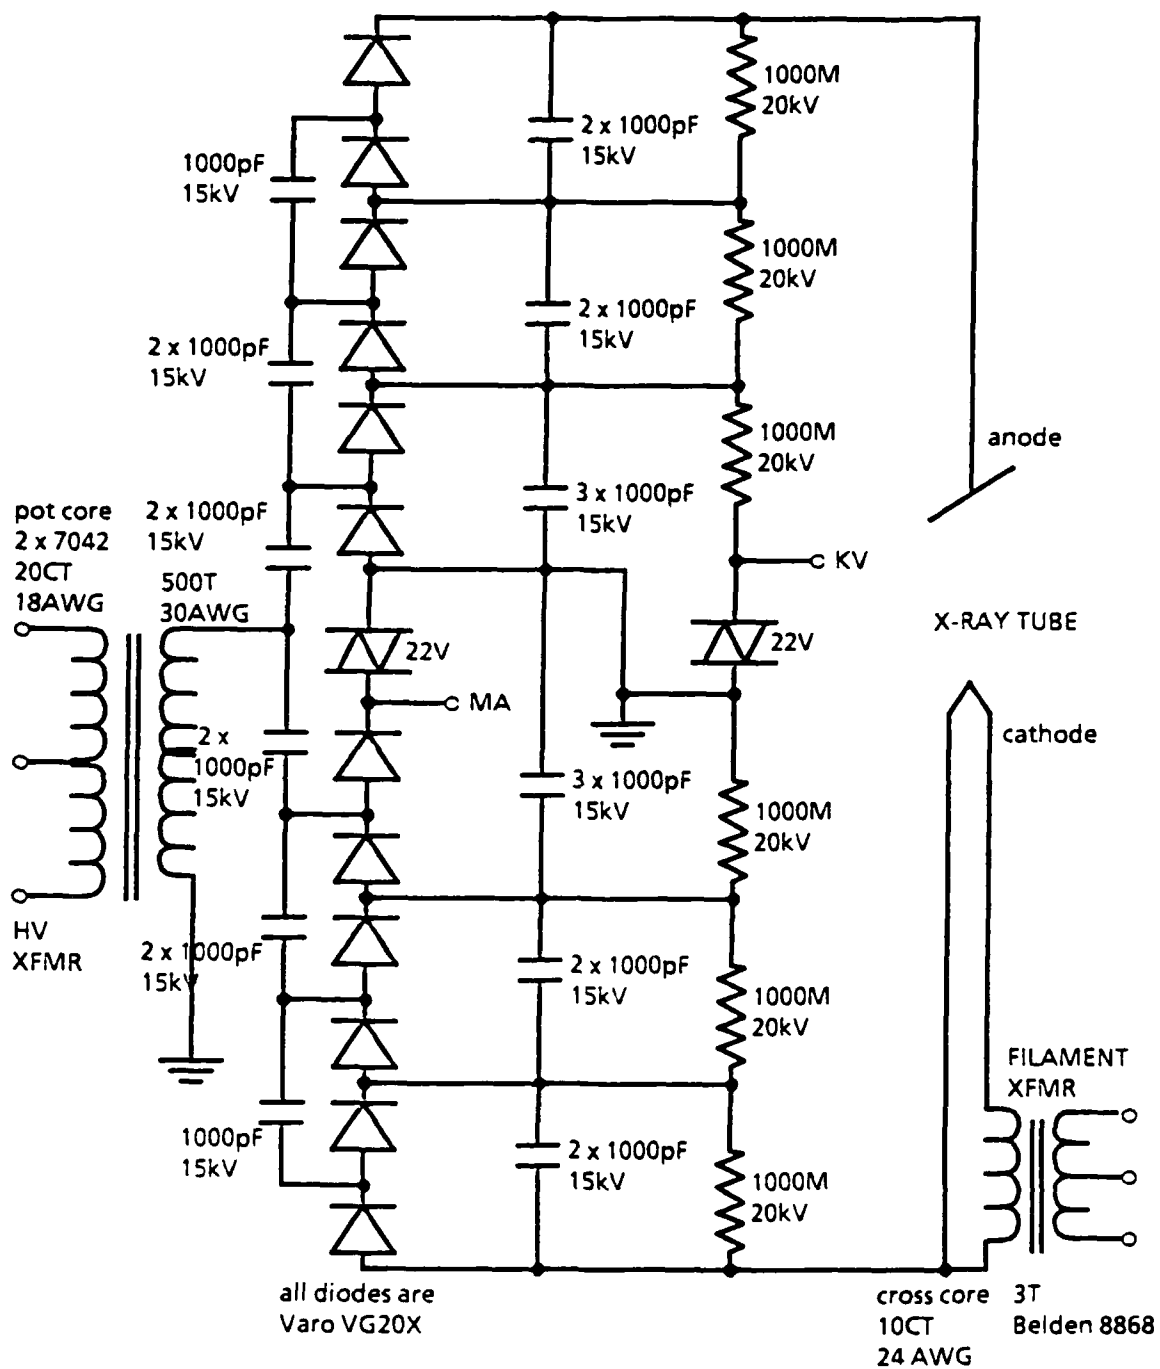 1000M
20kV
2 x 1000pF
15kV
1000pF
15kV
1000M
20kV
2 x 1000pF
15kV
2 x 1000pF
15kV
1000M
20kV
anode
3 x 1000pF
15kV
pot core
2 x 7042
20CT
18AWG
2 x 1000pF
15kV
500T
30AWG
KV
X-RAY TUBE
22V
22V
MA
cathode
2 x
1000pF
15kV
3 x 1000pF
15kV
1000M
20kV
HV
XFMR
2 x 1000pF
15kV
2 x 1000pF
15kV
1000M
20kV
FILAMENT
XFMR
1000pF
15kV
2 x 1000pF
15kV
1000M
20kV
all diodes are
Varo VG20X
cross core
10CT
24 AWG
3T
Belden 8868